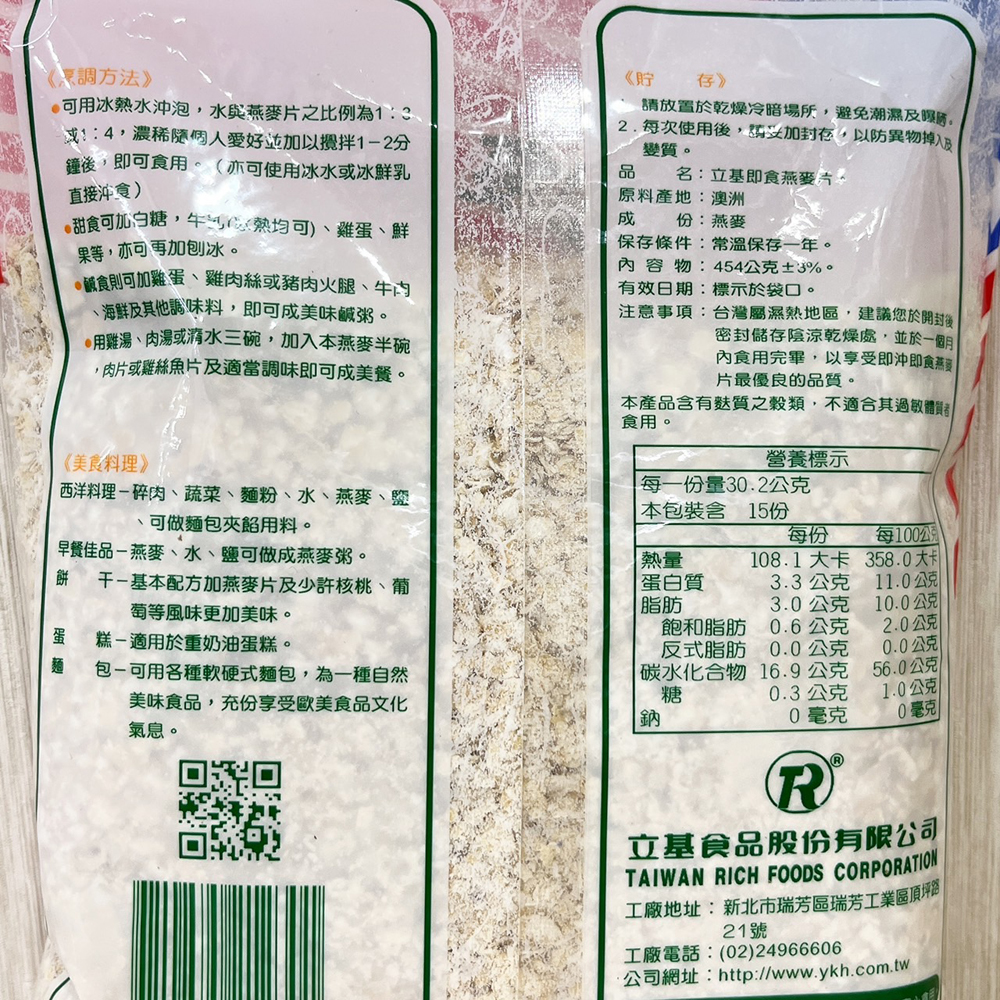 《烹調方法》
●可用冰熱水沖泡，水與燕麥片之比例為1：3
或1：4，濃稀隨個人愛好並加以攪拌1－2分
鐘後，即可食用。（亦可使用冰水或冰鮮乳
直接沖食）
●甜食可加白糖，牛乳(冰熱均可)、雞蛋、鮮
果等，亦可再加刨冰。
●鹹食則可加雞蛋、雞肉絲或豬肉火腿、牛肉
、海鮮及其他調味料，即可成美味鹹粥。
●用雞湯、肉湯或清水三碗，加入本燕麥半碗
，肉片或雞絲魚片及適當調味即可成美餐。
《美食料理》
西洋料理－碎肉、蔬菜、麵粉、水、燕麥、鹽
、可做麵包夾餡用料。
早餐佳品－燕麥、水、鹽可做成燕麥粥。
餅　　干－基本配方加燕麥片及少許核桃、葡
萄等風味更加美味。
蛋　　糕－適用於重奶油蛋糕。
麵　　包－可用各種軟硬式麵包，為一種自然
美味食品，充份享受歐美食品文化
氣息。
《貯　　存》
請放置於乾燥冷暗場所，避免潮濕及曝曬。
2．每次使用後，請妥加封存，以防異物掉入及
變質。
品　　名：立基即食燕麥片。
原料產地：澳洲
成　　份：燕麥
保存條件：常溫保存一年。
內 容 物：454公克±3%。
有效日期：標示於袋口。
注意事項：台灣屬濕熱地區，建議您於開封後
密封儲存陰涼乾燥處，並於一個月
內食用完畢，以享受即沖即食燕麥
片最優良的品質。
本產品含有麩質之穀類，不適合其過敏體質者
食用。
營養標示
每一份量30.2公克
本包裝含　15份
每份　每100公克
熱量　108.1 大卡　358.0 大卡
蛋白質　3.3 公克　11.0 公克
脂肪　3.0 公克　10.0 公克
飽和脂肪　0.6 公克　2.0 公克
反式脂肪　0.0 公克　0.0 公克
碳水化合物　16.9 公克　56.0 公克
糖　0.3 公克　1.0 公克
鈉　0 毫克　0 毫克
TR®
立基食品股份有限公司
TAIWAN RICH FOODS CORPORATION
工廠地址：新北市瑞芳區瑞芳工業區頂坪路
21號
工廠電話：(02)24966606
公司網址：http://www.ykh.com.tw